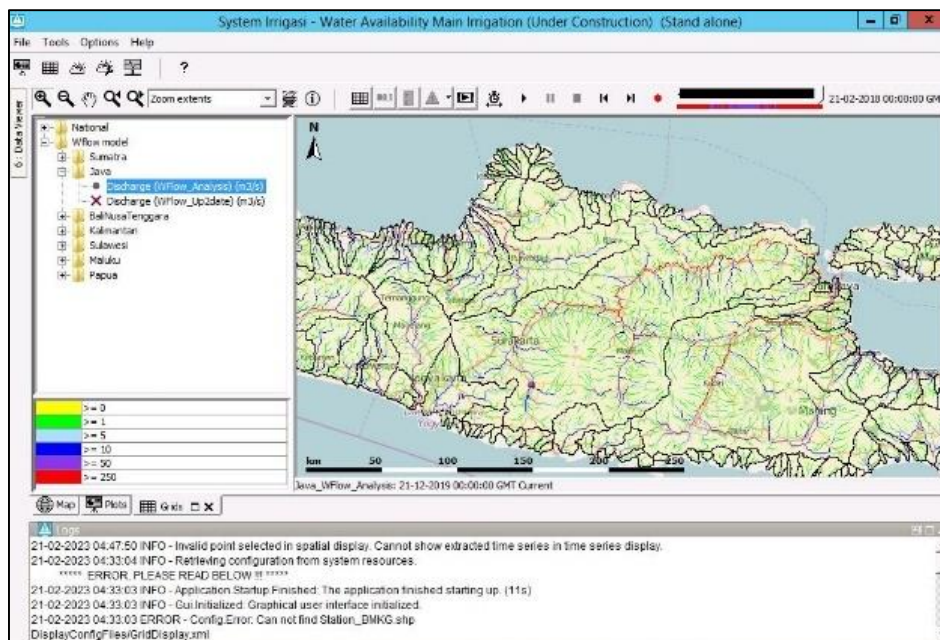 System Irrigasi - Water Availability Main Irrigation (Under Construction) (Stand alone)
File Tools Options Help
?
Zoom extents
21-02-2018 00:00:00 GM
6 : Data Viewer
National
Wflow model
Sumatra
Java
Discharge (WFlow_Analysis) (m3/s)
Discharge (WFlow_Up2date) (m3/s)
BaliNusaTenggara
Kalimantan
Sulawesi
Maluku
Papua
N
Temanggung
Surakarta
Malang
km 50 100 150 200 250
>= 0
>= 1
>= 5
>= 10
>= 50
>= 250
Java_WFlow_Analysis: 21-12-2019 00:00:00 GMT Current
Map Plots Grids
Logs
21-02-2023 04:47:50 INFO - Invalid point selected in spatial display. Cannot show extracted time series in time series display.
21-02-2023 04:33:04 INFO - Retrieving configuration from system resources.
***** ERROR, PLEASE READ BELOW !!! *****
21-02-2023 04:33:03 INFO - Application.Startup.Finished: The application finished starting up. (11s)
21-02-2023 04:33:03 INFO - Gui.Initialized: Graphical user interface initialized.
21-02-2023 04:33:03 ERROR - Config.Error: Can not find Station_BMKG.shp
DisplayConfigFiles/GridDisplay.xml